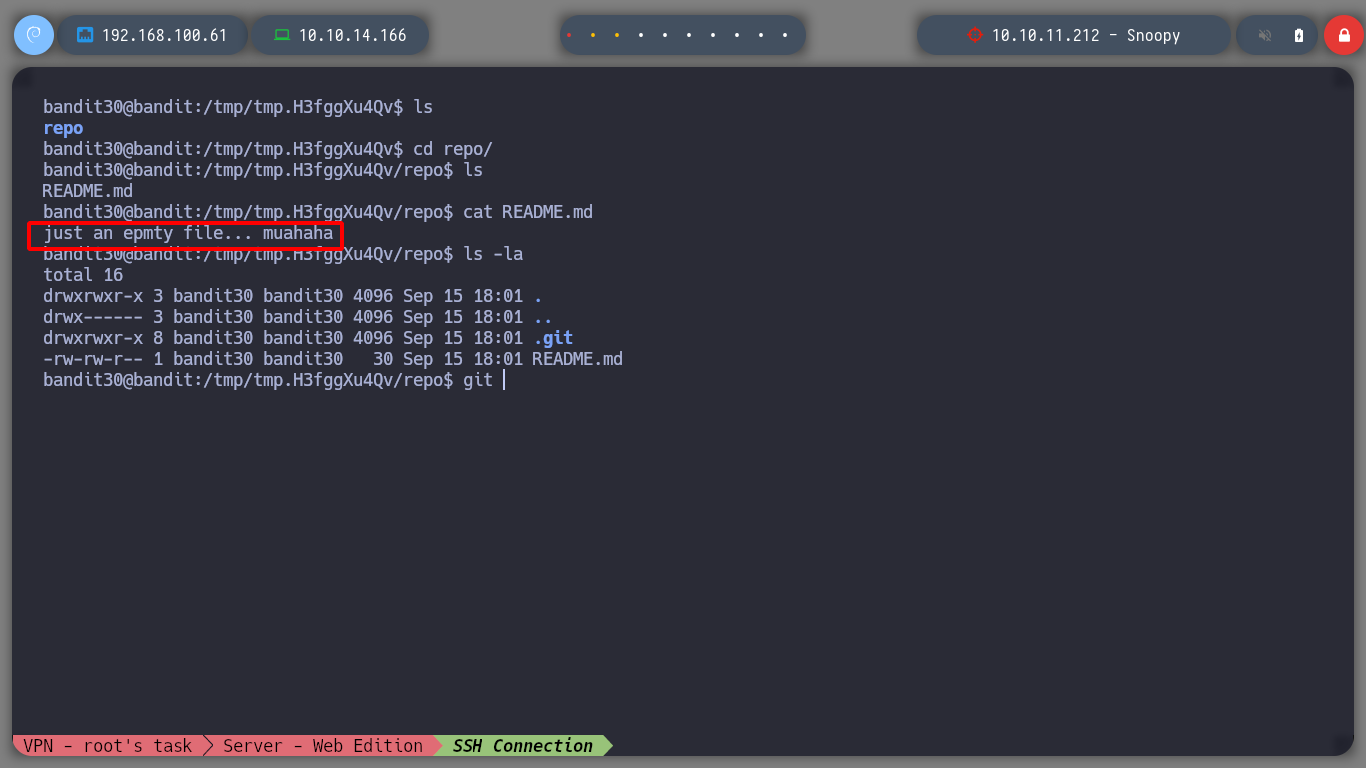 192.168.100.61
10.10.14.166
10.10.11.212 - Snoopy
bandit30@bandit:/tmp/tmp.H3fggXu4Qv$ ls
repo
bandit30@bandit:/tmp/tmp.H3fggXu4Qv$ cd repo/
bandit30@bandit:/tmp/tmp.H3fggXu4Qv/repo$ ls
README.md
bandit30@bandit:/tmp/tmp.H3fggXu4Qv/repo$ cat README.md
just an epmty file... muahaha
bandit30@bandit:/tmp/tmp.H3fggXu4Qv/repo$ ls -la
total 16
drwxrwxr-x 3 bandit30 bandit30 4096 Sep 15 18:01 .
drwx------ 3 bandit30 bandit30 4096 Sep 15 18:01 ..
drwxrwxr-x 8 bandit30 bandit30 4096 Sep 15 18:01 .git
-rw-rw-r-- 1 bandit30 bandit30   30 Sep 15 18:01 README.md
bandit30@bandit:/tmp/tmp.H3fggXu4Qv/repo$ git
VPN - root's task
Server - Web Edition
SSH Connection